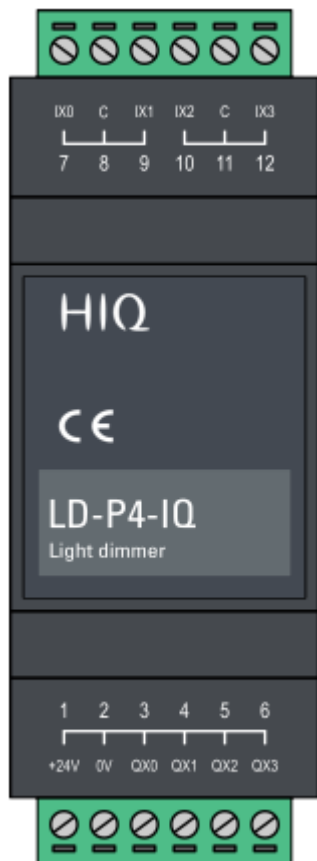 IX0 C IX1 IX2 C IX3
7 8 9 10 11 12
HIQ
CE
LD-P4-IQ
Light dimmer
1 2 3 4 5 6
+24V 0V QX0 QX1 QX2 QX3